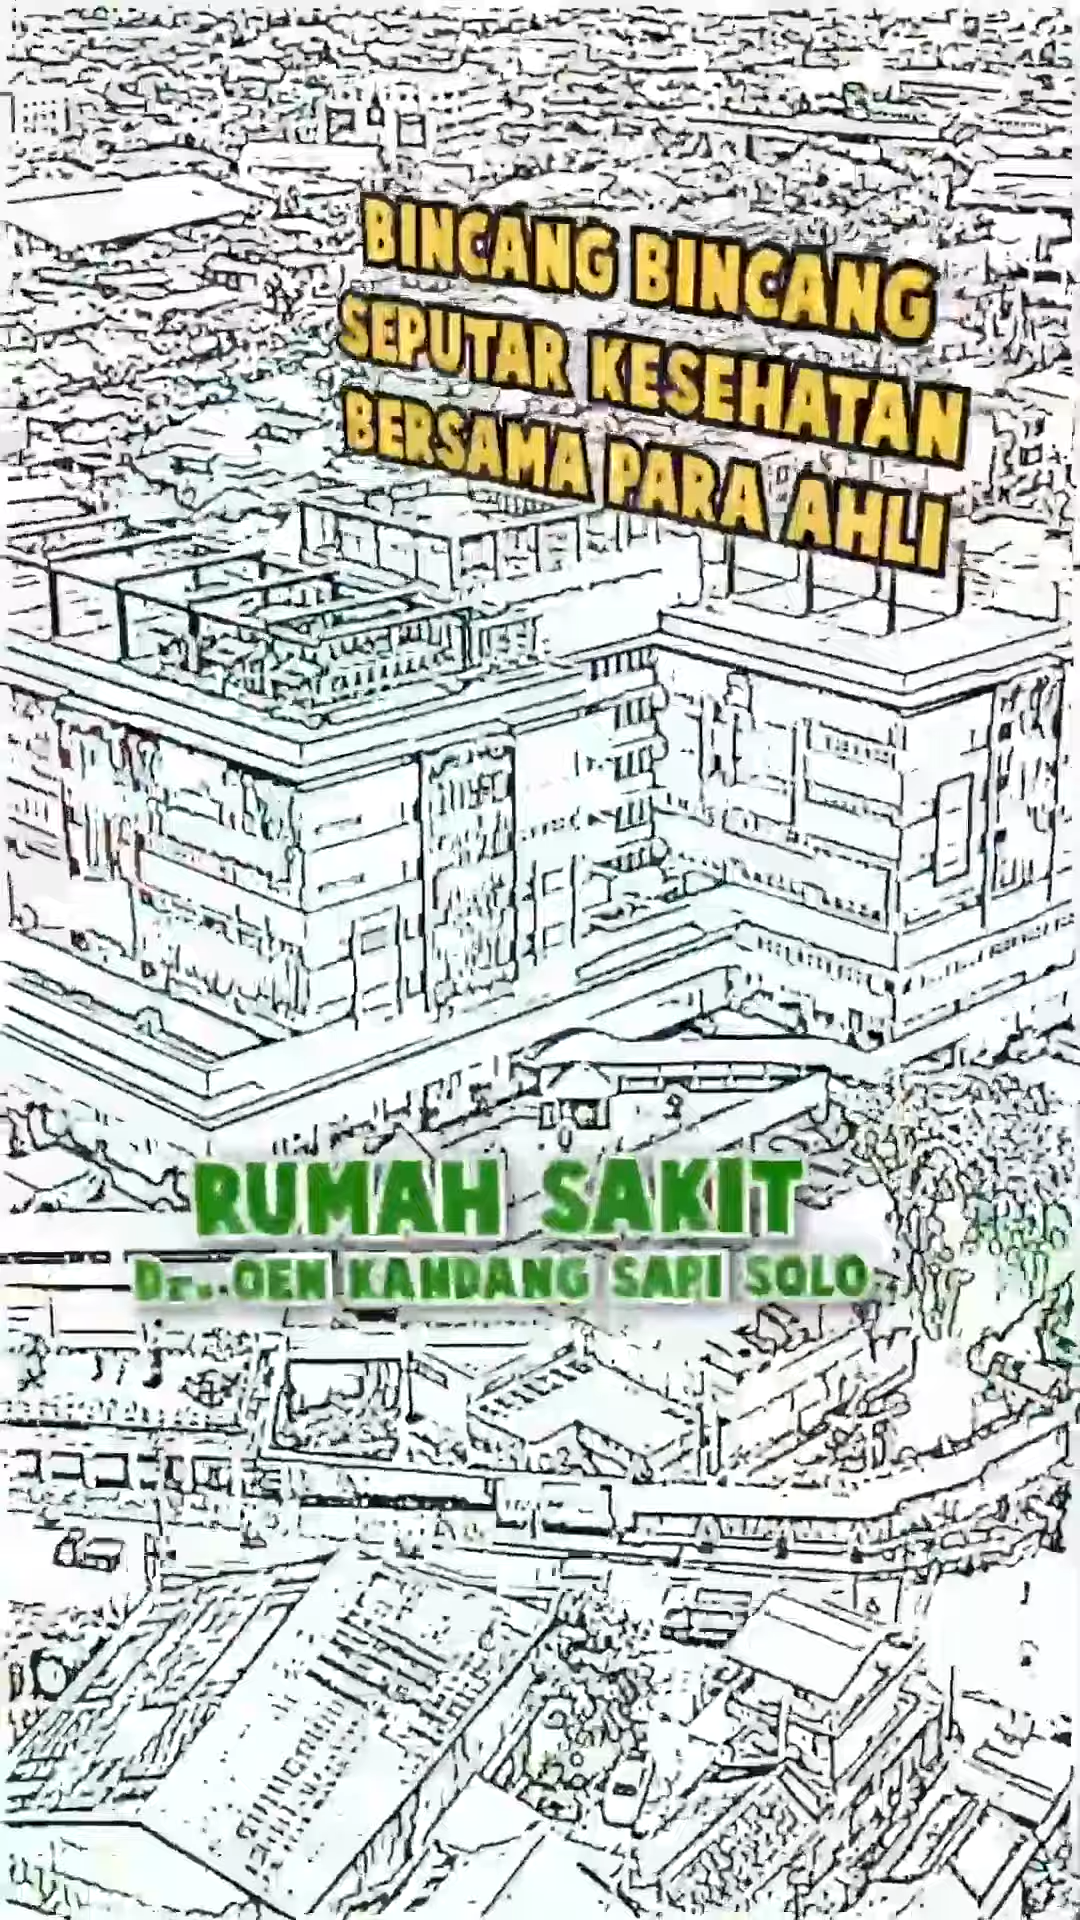 BINCANG BINCANG
SEPUTAR KESEHATAN
BERSAMA PARA AHLI
RUMAH SAKIT
Dr. OEN KANDANG SAPI SOLO